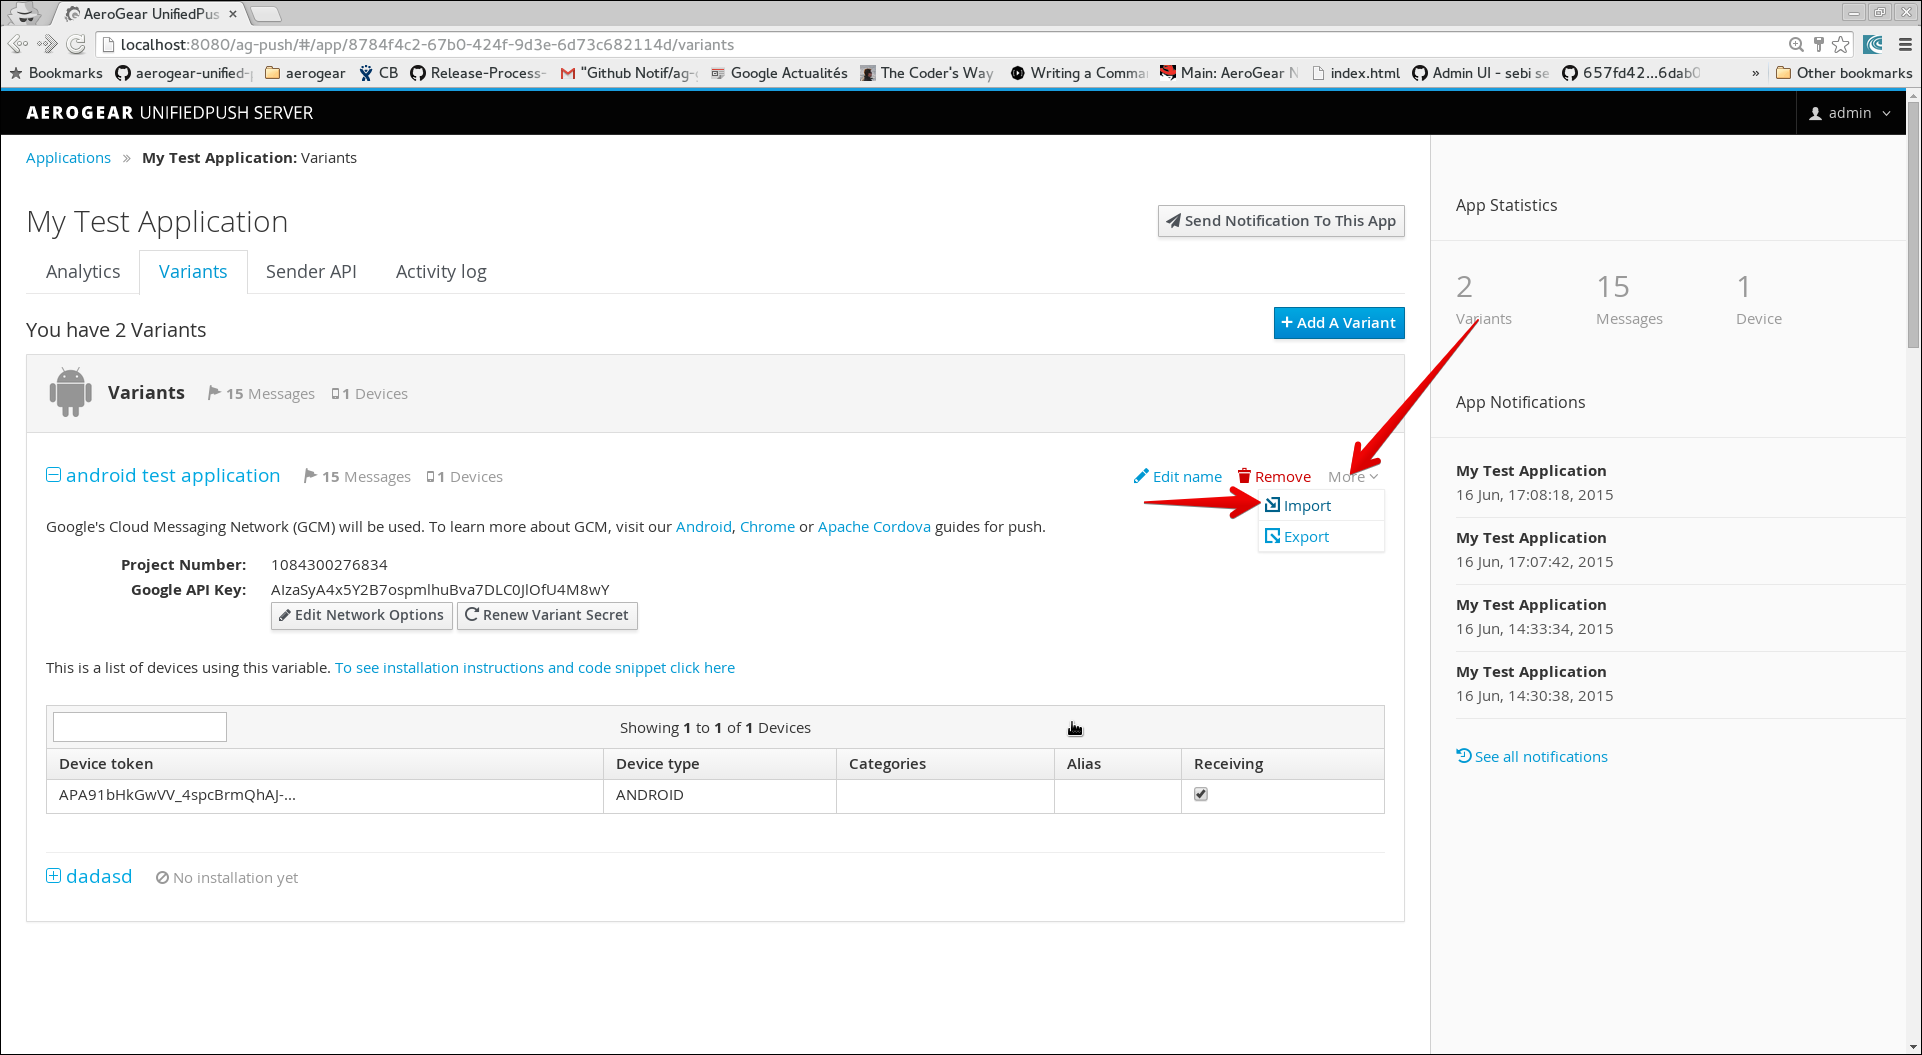 AeroGear UnifiedPus
localhost:8080/ag-push/#/app/8784f4c2-67b0-424f-9d3e-6d73c682114d/variants
Bookmarks aerogear-unified- aerogear CB Release-Process- "Github Notif/ag- Google Actualités The Coder's Way Writing a Comma Main: AeroGear N index.html Admin UI - sebi se 657fd42...6dab0 » Other bookmarks
AEROGEAR UNIFIEDPUSH SERVER
admin
Applications » My Test Application: Variants
My Test Application
Send Notification To This App
Analytics Variants Sender API Activity log
You have 2 Variants
+ Add A Variant
Variants 15 Messages 1 Devices
android test application 15 Messages 1 Devices
Edit name Remove More
Import
Export
Google's Cloud Messaging Network (GCM) will be used. To learn more about GCM, visit our Android, Chrome or Apache Cordova guides for push.
Project Number: 1084300276834
Google API Key: AIzaSyA4x5Y2B7ospmlhuBva7DLC0JlOfU4M8wY
Edit Network Options Renew Variant Secret
This is a list of devices using this variable. To see installation instructions and code snippet click here
Showing 1 to 1 of 1 Devices
Device token Device type Categories Alias Receiving
APA91bHkGwVV_4spcBrmQhAJ-... ANDROID
dadasd No installation yet
App Statistics
2 15 1
Variants Messages Device
App Notifications
My Test Application
16 Jun, 17:08:18, 2015
My Test Application
16 Jun, 17:07:42, 2015
My Test Application
16 Jun, 14:33:34, 2015
My Test Application
16 Jun, 14:30:38, 2015
See all notifications